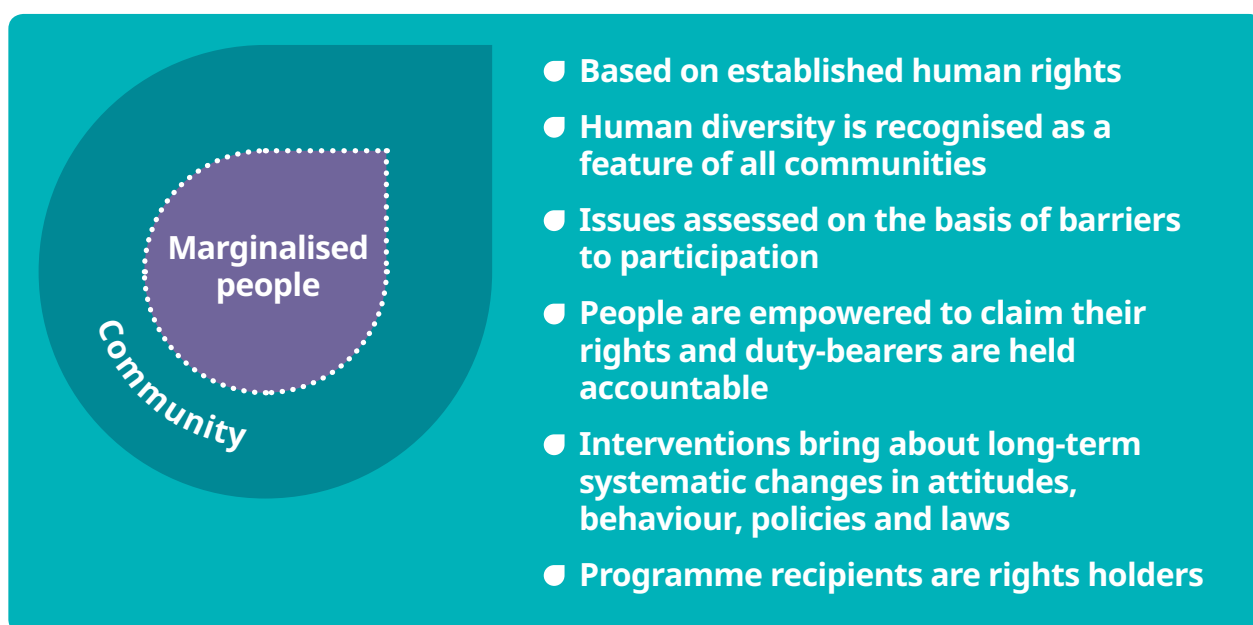 Marginalised
people
Community
Based on established human rights
Human diversity is recognised as a
feature of all communities
Issues assessed on the basis of barriers
to participation
People are empowered to claim their
rights and duty-bearers are held
accountable
Interventions bring about long-term
systematic changes in attitudes,
behaviour, policies and laws
Programme recipients are rights holders